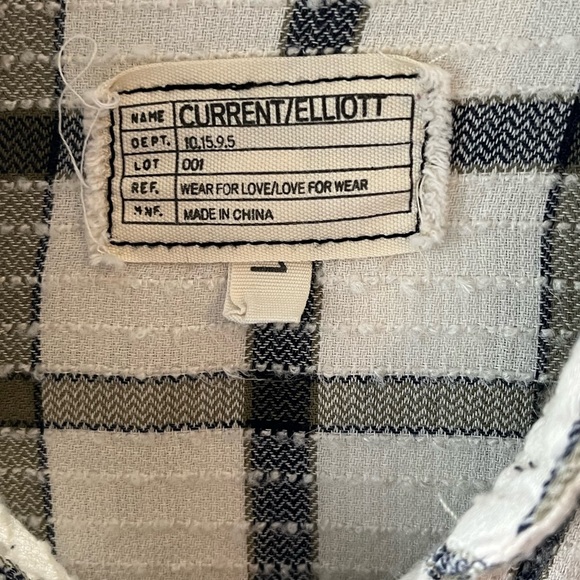 NAME CURRENT/ELLIOTT
DEPT. 10.15.9.5
LOT 001
REF. WEAR FOR LOVE/LOVE FOR WEAR
MNF. MADE IN CHINA